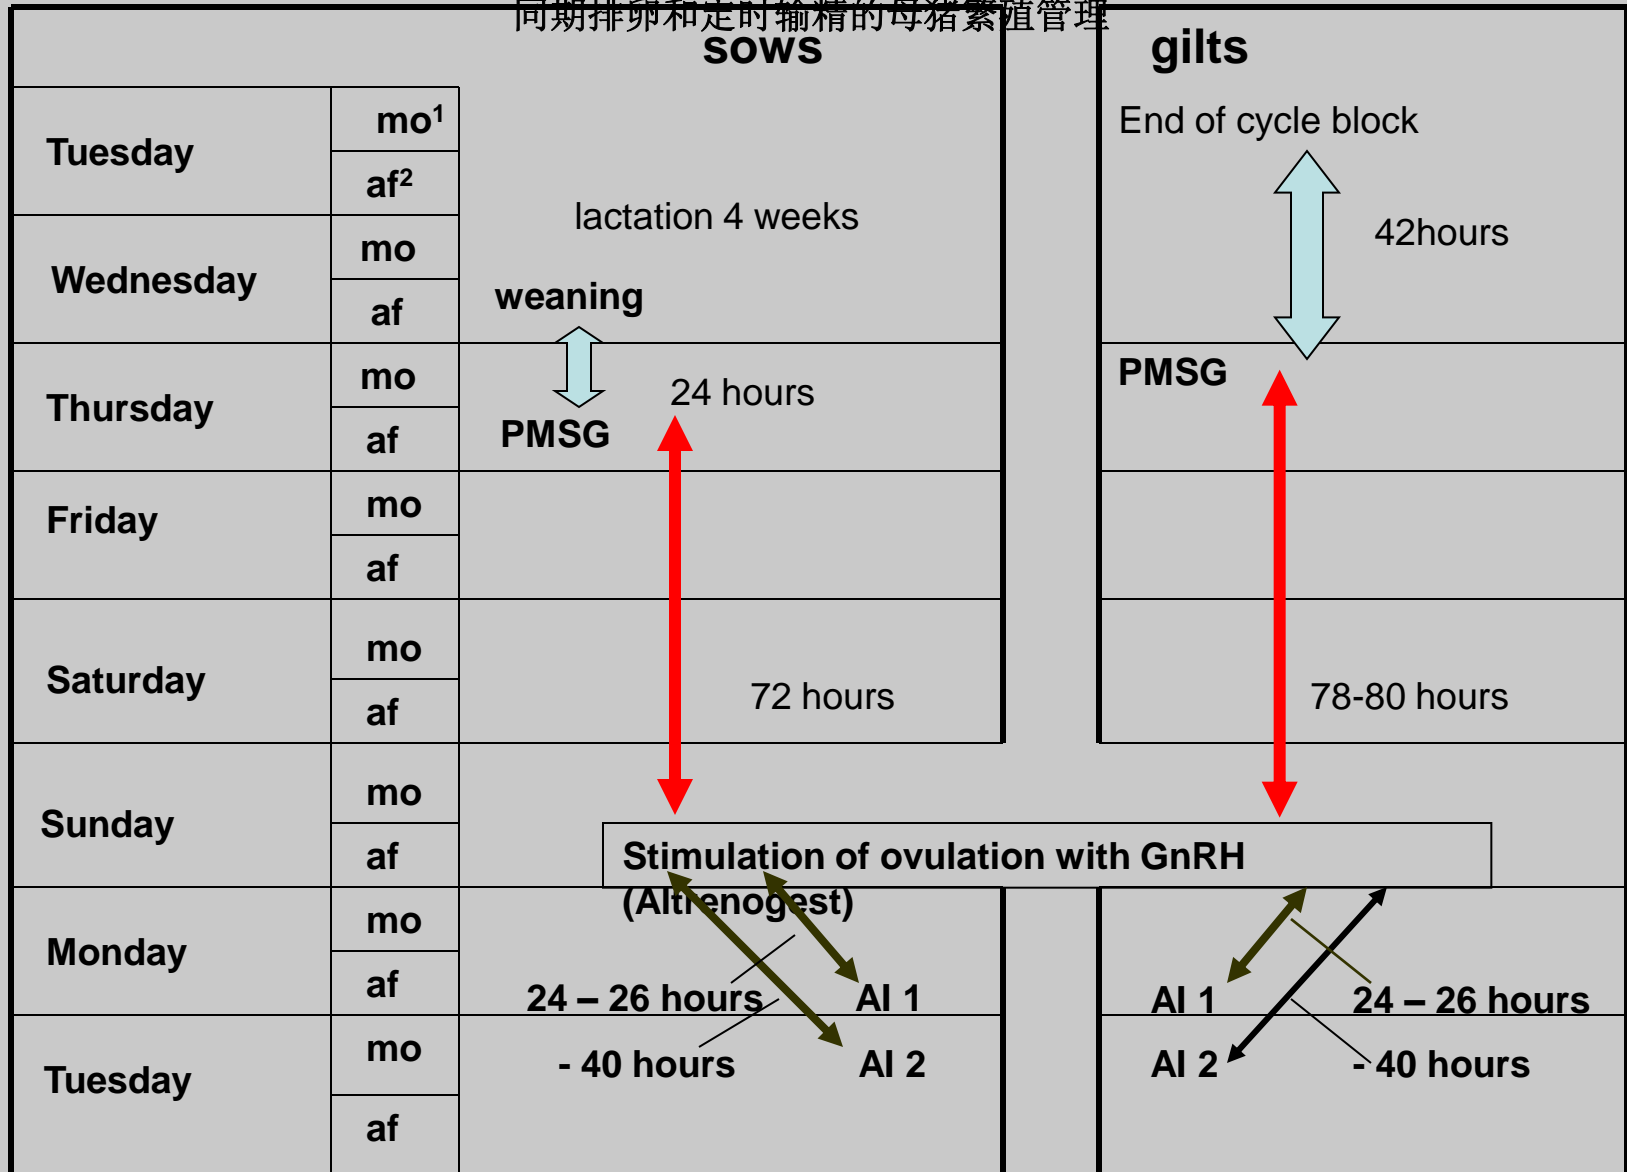 同期排卵和定时输精的母猪繁殖管理
sows gilts
Tuesday
mo¹
End of cycle block
af²
lactation 4 weeks
42hours
Wednesday
mo
weaning
af
Thursday
mo
24 hours
PMSG
af
PMSG
Friday
mo
af
Saturday
mo
af
72 hours
78-80 hours
Sunday
mo
af
Stimulation of ovulation with GnRH
(Altrenogest)
Monday
mo
af
24 – 26 hours
AI 1
AI 1
24 – 26 hours
Tuesday
mo
- 40 hours
AI 2
AI 2
- 40 hours
af